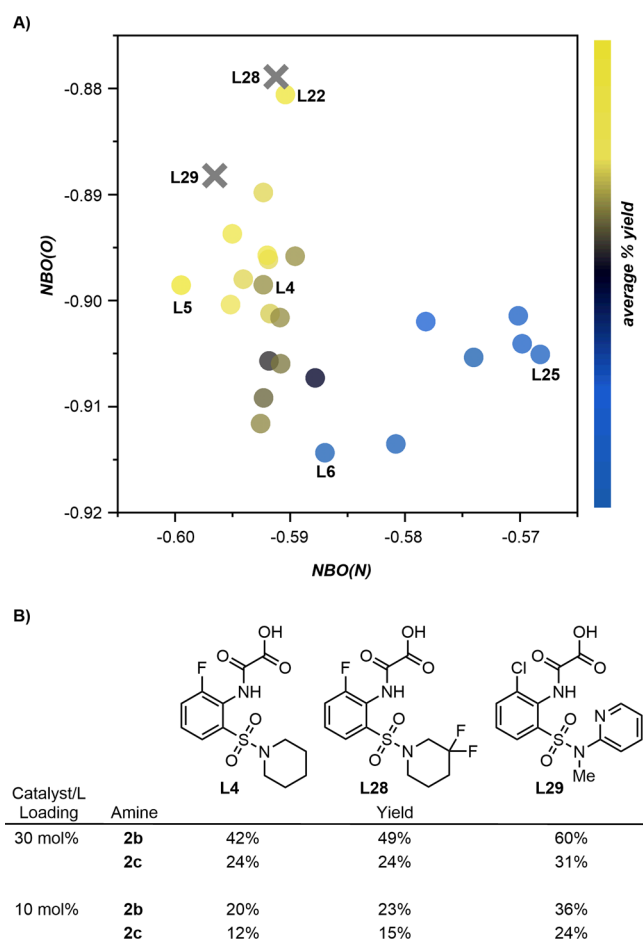 A)
-0.88
-0.89
-0.90
-0.91
-0.92
NBO(O)
L28
L22
L29
L5
L4
L25
L6
-0.60
-0.59
-0.58
-0.57
NBO(N)
average % yield
B)
OH
F
O
O
NH
O
S
O
N
L4
OH
F
O
O
NH
O
S
O
N
F
F
L28
OH
Cl
O
O
NH
N
O
S
O
N
Me
L29
Catalyst/L
Loading Amine Yield
30 mol% 2b 42% 49% 60%
2c 24% 24% 31%
10 mol% 2b 20% 23% 36%
2c 12% 15% 24%